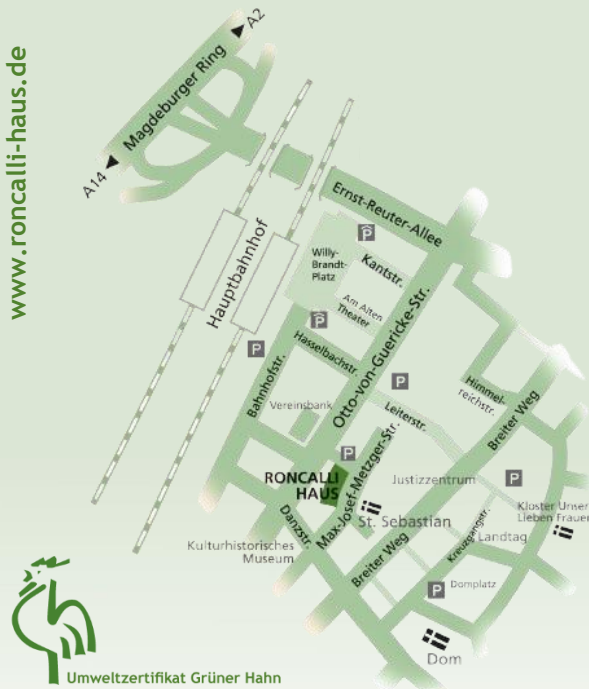 www.roncalli-haus.de
A2
Magdeburger Ring
A14
Ernst-Reuter-Allee
Hauptbahnhof
P
Willy-
Brandt-
Platz
Kantstr.
Am Alten
Theater
P
P
Hasselbachstr.
Otto-von-Guericke-Str.
Bahnhofstr.
P
Himmel-
reichstr.
Vereinsbank
Leiterstr.
Breiter Weg
P
RONCALLI
HAUS
Max-Josef-Metzger-Str.
Justizzentrum
P
Danzstr.
St. Sebastian
Kloster Unser
Lieben Frauen
Kreuzgangstr.
Landtag
Kulturhistorisches
Museum
Breiter Weg
P
Domplatz
Dom
Umweltzertifikat Grüner Hahn